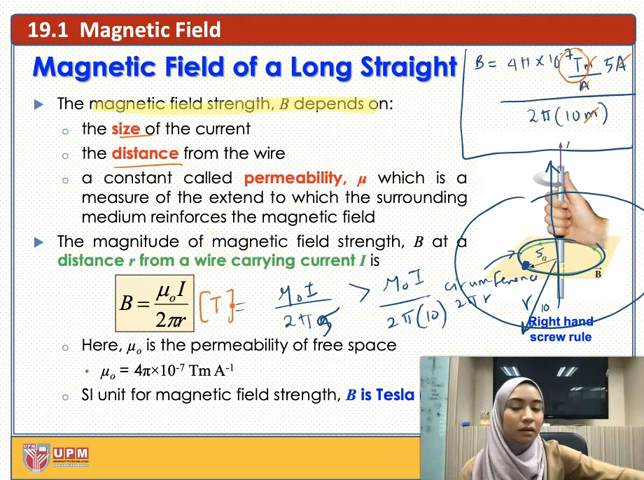 19.1 Magnetic Field
Magnetic Field of a Long Straight
➤ The magnetic field strength, B depends on:
o the size of the current
o the distance from the wire
o a constant called permeability, μ which is a
measure of the extend to which the surrounding
medium reinforces the magnetic field
➤ The magnitude of magnetic field strength, B at a
distance r from a wire carrying current I is
B = μₒI / 2πr [T] = μₒI / 2π5 > μₒI / 2π(10)
circumference
2πr
o Here, μₒ is the permeability of free space
• μₒ = 4π×10⁻⁷ Tm A⁻¹
o SI unit for magnetic field strength, B is Tesla
B = 4π × 10⁻⁷ Tm/A 5A
2π(10m)
I
B
r
10
Right hand
screw rule
UPM
UPM